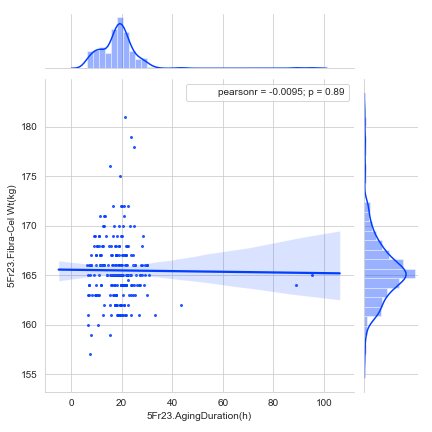 pearsonr = -0.0095; p = 0.89
180
175
170
165
160
155
5Fr23.Fibra-Cel Wt(kg)
0 20 40 60 80 100
5Fr23.AgingDuration(h)